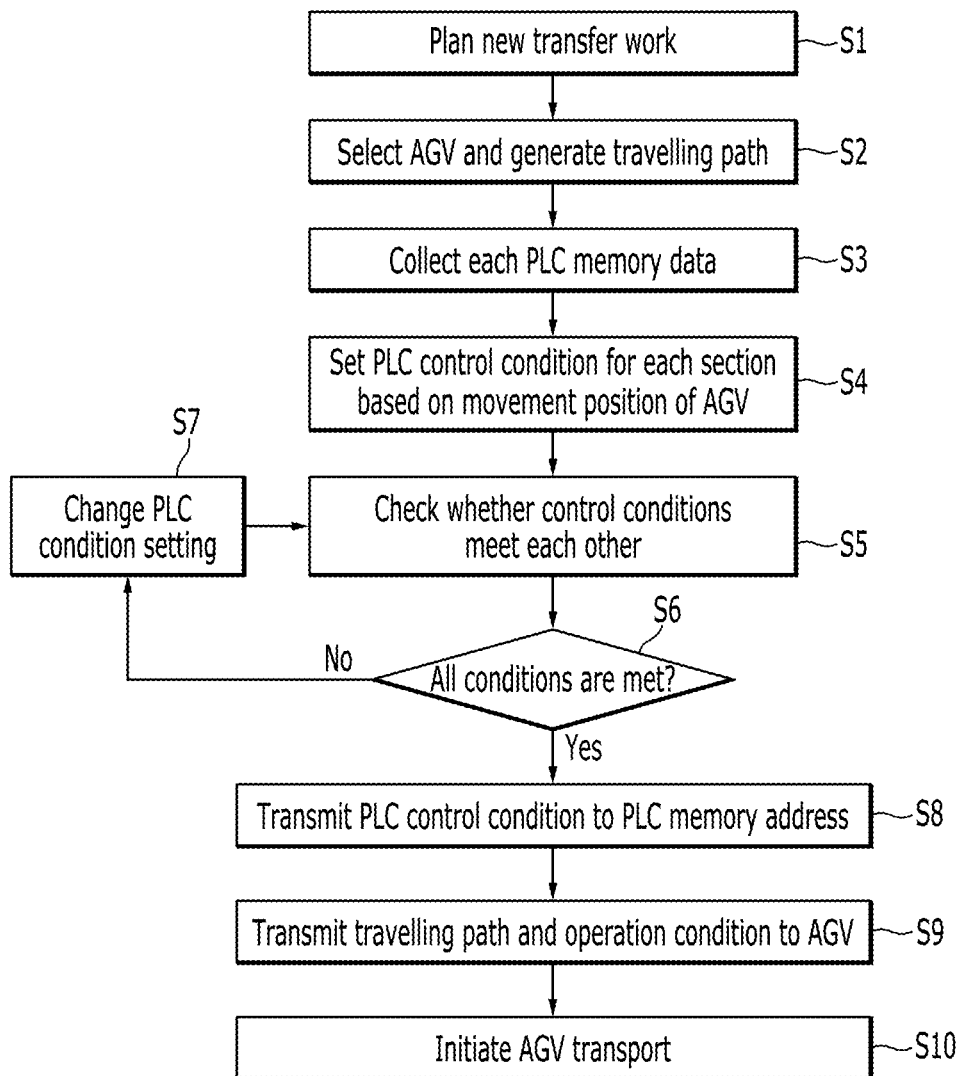 Plan new transfer work
S1
Select AGV and generate travelling path
S2
Collect each PLC memory data
S3
Set PLC control condition for each section
based on movement position of AGV
S4
S7
Change PLC
condition setting
Check whether control conditions
meet each other
S5
S6
All conditions are met?
No
Yes
Transmit PLC control condition to PLC memory address
S8
Transmit travelling path and operation condition to AGV
S9
Initiate AGV transport
S10